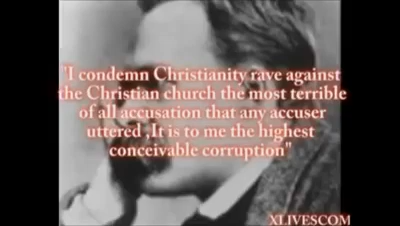 "I condemn Christianity rave against
the Christian church the most terrible
of all accusation that any accuser
uttered ,It is to me the highest
conceivable corruption"
XLIVESCOM